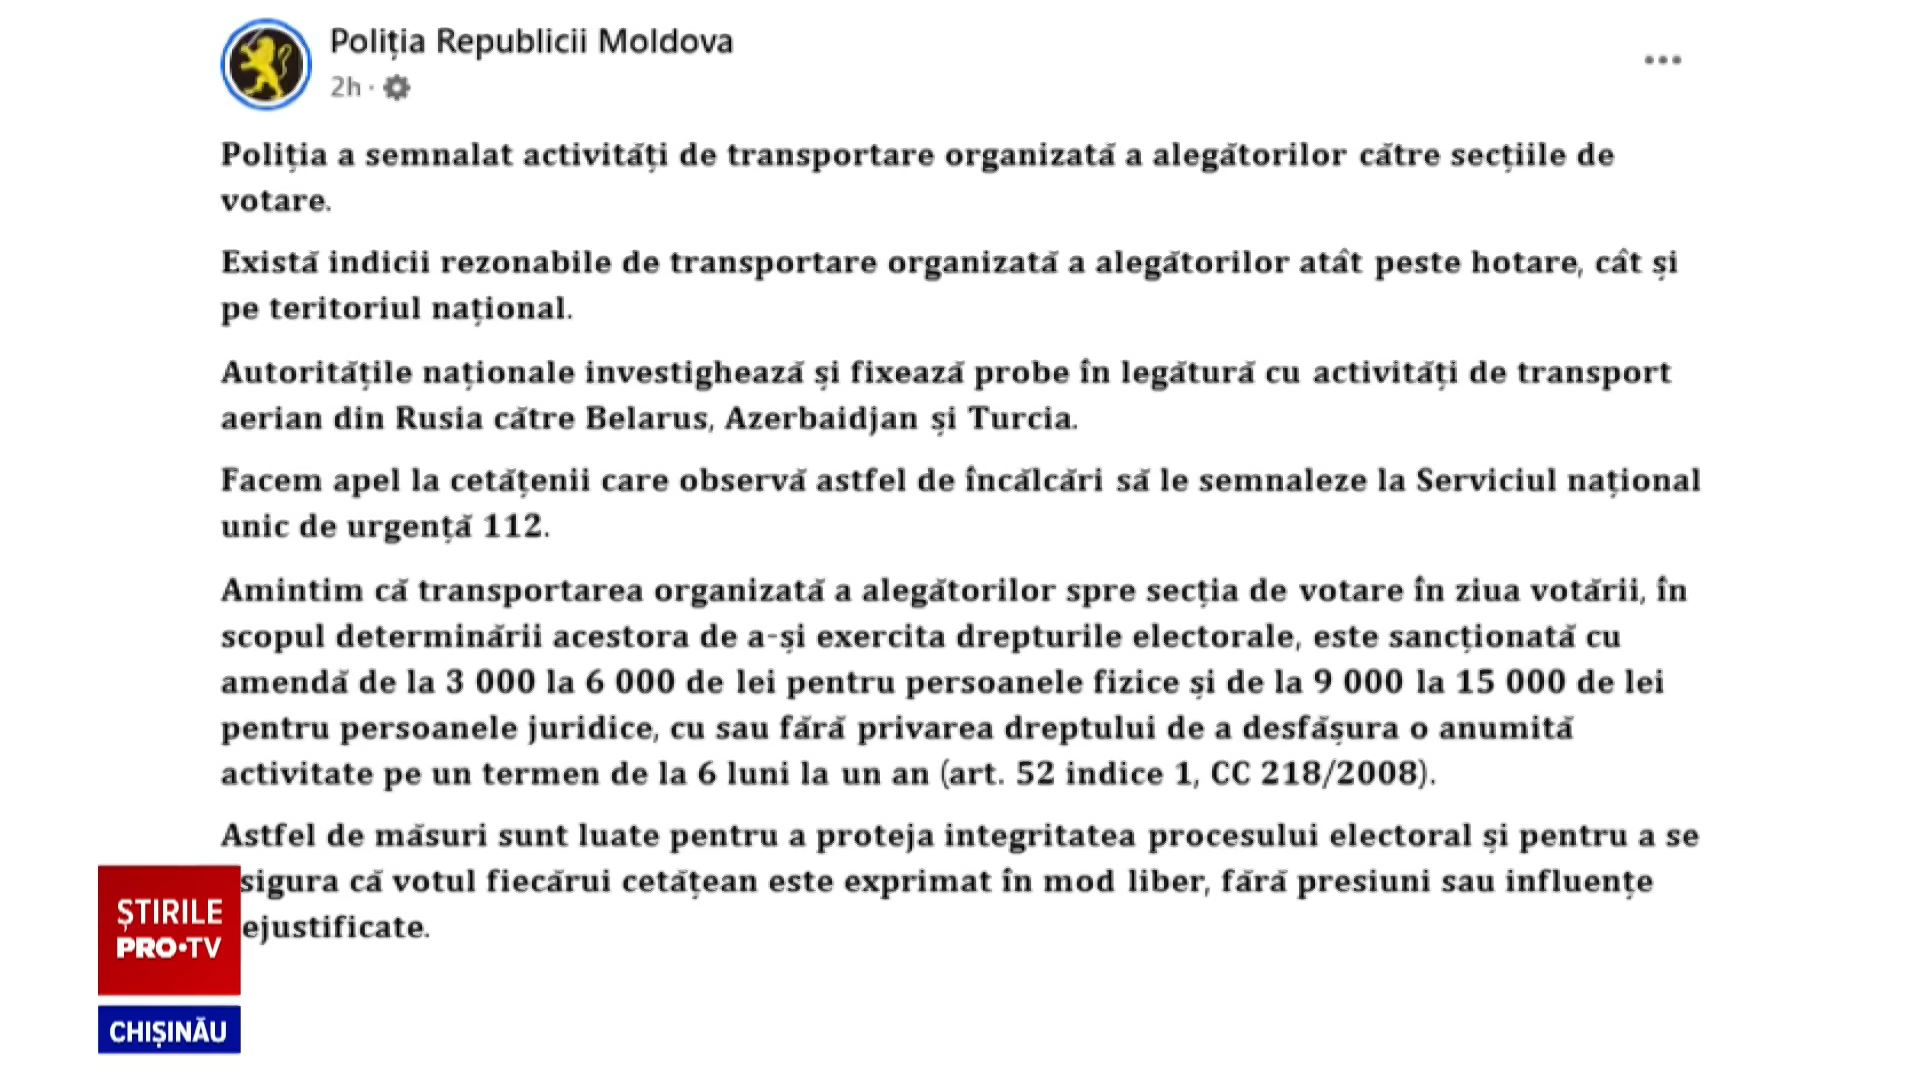 Poliția Republicii Moldova
2h ·
Poliția a semnalat activități de transportare organizată a alegătorilor către secțiile de
votare.
Există indicii rezonabile de transportare organizată a alegătorilor atât peste hotare, cât și
pe teritoriul național.
Autoritățile naționale investighează și fixează probe în legătură cu activități de transport
aerian din Rusia către Belarus, Azerbaidjan și Turcia.
Facem apel la cetățenii care observă astfel de încălcări să le semnaleze la Serviciul național
unic de urgență 112.
Amintim că transportarea organizată a alegătorilor spre secția de votare în ziua votării, în
scopul determinării acestora de a-și exercita drepturile electorale, este sancționată cu
amendă de la 3 000 la 6 000 de lei pentru persoanele fizice și de la 9 000 la 15 000 de lei
pentru persoanele juridice, cu sau fără privarea dreptului de a desfășura o anumită
activitate pe un termen de la 6 luni la un an (art. 52 indice 1, CC 218/2008).
Astfel de măsuri sunt luate pentru a proteja integritatea procesului electoral și pentru a se
sigura că votul fiecărui cetățean este exprimat în mod liber, fără presiuni sau influențe
ejustificate.
ȘTIRILE
PRO•TV
CHIȘINĂU